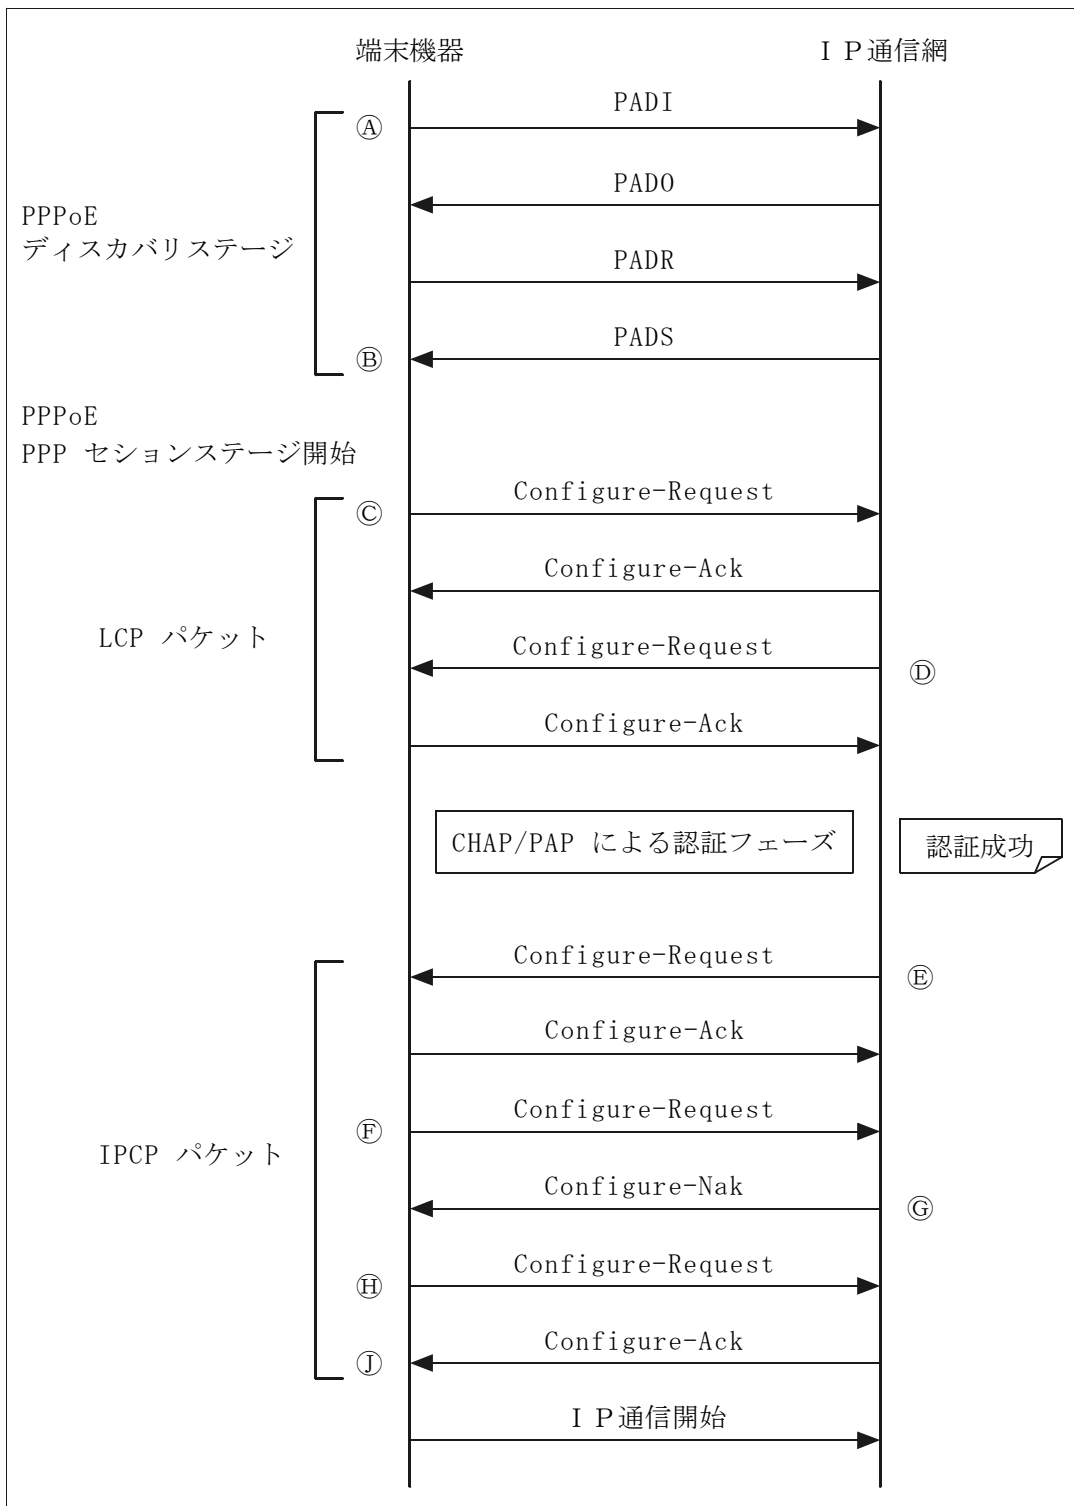 端末機器
IP通信網
PADI
Ⓐ
PADO
PPPoE
ディスカバリステージ
PADR
PADS
Ⓑ
PPPoE
PPP セションステージ開始
Configure-Request
Ⓒ
Configure-Ack
LCP パケット
Configure-Request
Ⓓ
Configure-Ack
CHAP/PAP による認証フェーズ
認証成功
Configure-Request
Ⓔ
Configure-Ack
Configure-Request
Ⓕ
IPCP パケット
Configure-Nak
Ⓖ
Configure-Request
Ⓗ
Configure-Ack
Ⓙ
IP通信開始